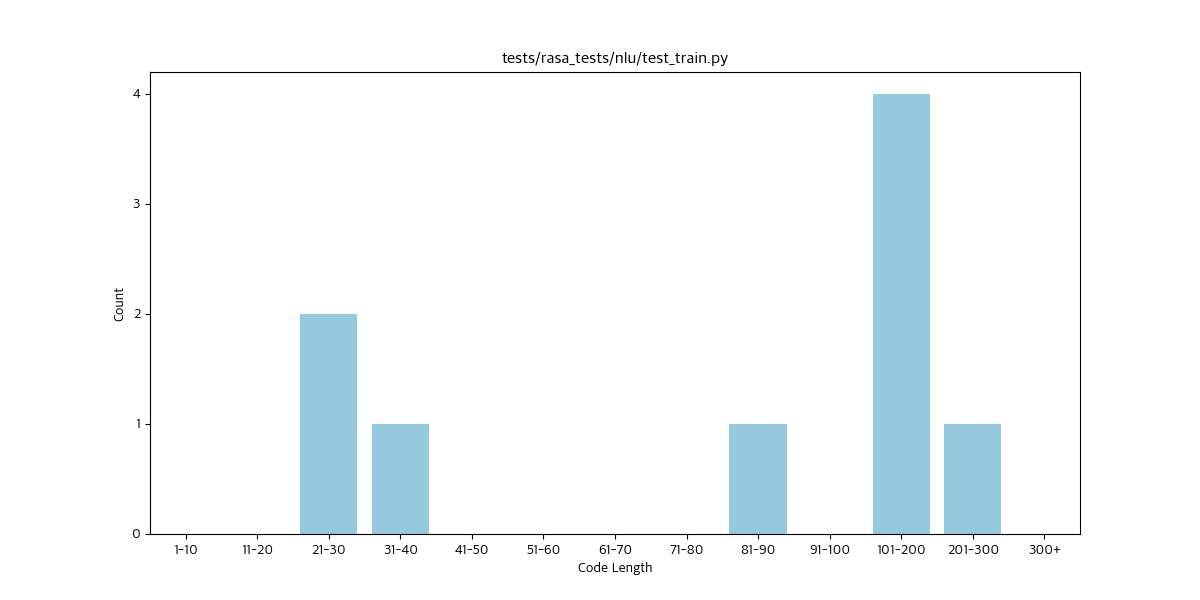 tests/rasa_tests/nlu/test_train.py
Count
4
3
2
1
0
1-10 11-20 21-30 31-40 41-50 51-60 61-70 71-80 81-90 91-100 101-200 201-300 300+
Code Length